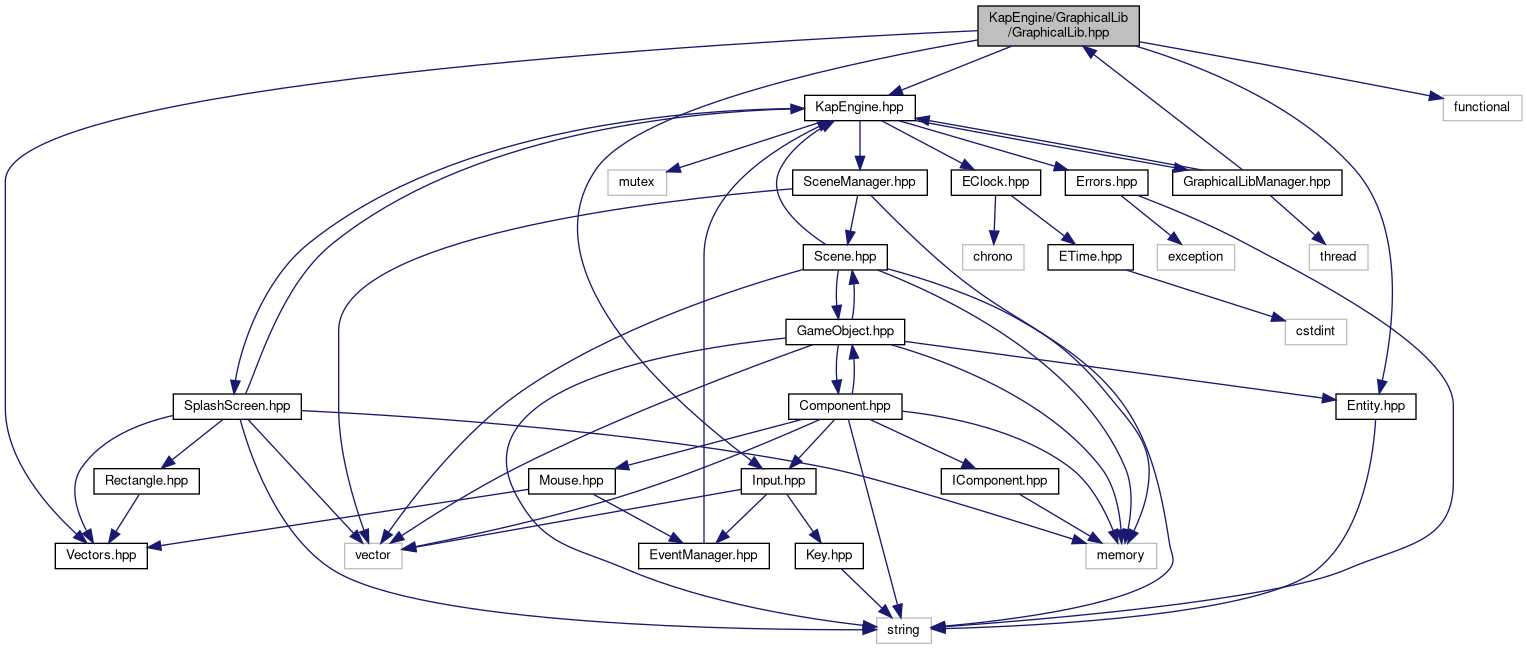 KapEngine/GraphicalLib
/GraphicalLib.hpp
KapEngine.hpp
functional
mutex
SceneManager.hpp
EClock.hpp
Errors.hpp
GraphicalLibManager.hpp
Scene.hpp
chrono
ETime.hpp
exception
thread
GameObject.hpp
cstdint
SplashScreen.hpp
Component.hpp
Entity.hpp
Rectangle.hpp
Mouse.hpp
Input.hpp
IComponent.hpp
Vectors.hpp
vector
EventManager.hpp
Key.hpp
memory
string